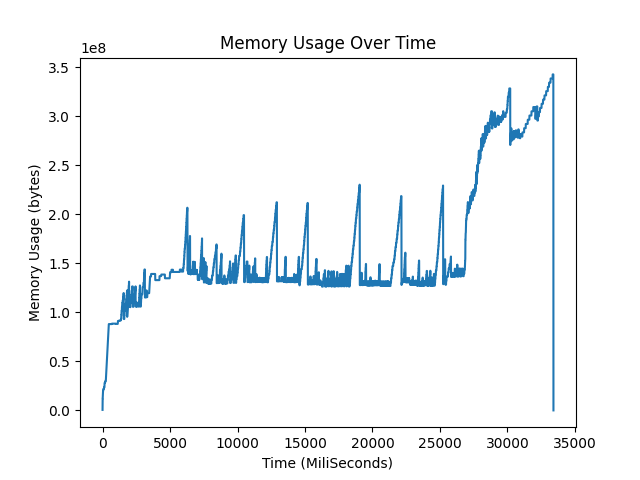 Memory Usage Over Time
1e8
3.5
3.0
2.5
2.0
1.5
1.0
0.5
0.0
Memory Usage (bytes)
0 5000 10000 15000 20000 25000 30000 35000
Time (MiliSeconds)